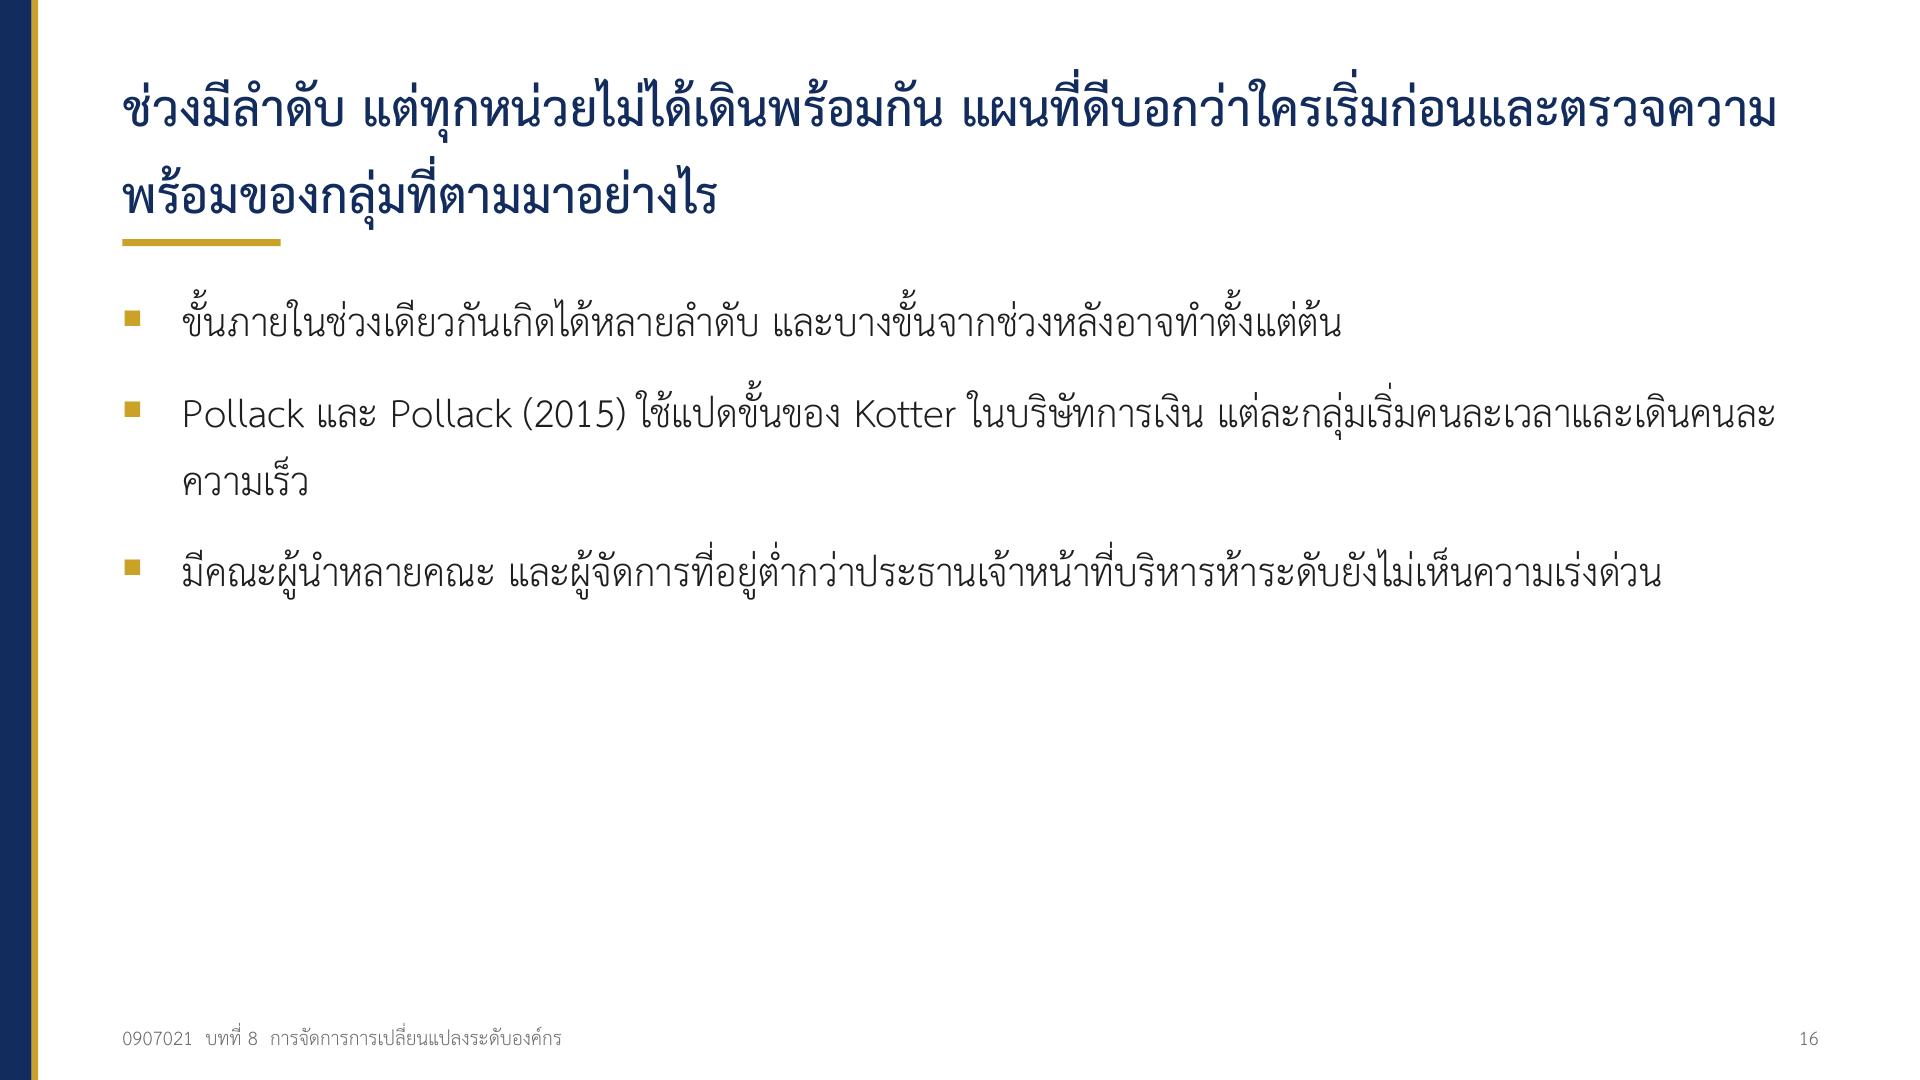 ช่วงมีลำดับ แต่ทุกหน่วยไม่ได้เดินพร้อมกัน แผนที่ดีบอกว่าใครเริ่มก่อนและตรวจความ
พร้อมของกลุ่มที่ตามมาอย่างไร
▪ ขั้นภายในช่วงเดียวกันเกิดได้หลายลำดับ และบางขั้นจากช่วงหลังอาจทำตั้งแต่ต้น
▪ Pollack และ Pollack (2015) ใช้แปดขั้นของ Kotter ในบริษัทการเงิน แต่ละกลุ่มเริ่มคนละเวลาและเดินคนละ
ความเร็ว
▪ มีคณะผู้นำหลายคณะ และผู้จัดการที่อยู่ต่ำกว่าประธานเจ้าหน้าที่บริหารห้าระดับยังไม่เห็นความเร่งด่วน
0907021 บทที่ 8 การจัดการการเปลี่ยนแปลงระดับองค์กร
16